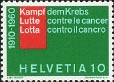 1910-1960
Kampf dem Krebs
Lutte contre le cancer
Lotta contro il cancro
HELVETIA 10